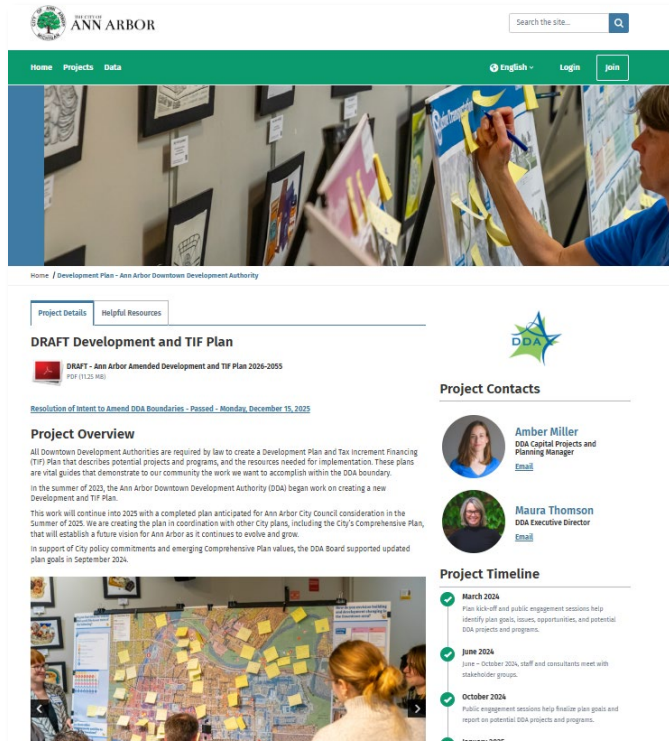 THE CITY OF
ANN ARBOR
Search the site...
Home Projects Data
English
Login
Join
Home / Development Plan - Ann Arbor Downtown Development Authority
Project Details
Helpful Resources
DRAFT Development and TIF Plan
DRAFT - Ann Arbor Amended Development and TIF Plan 2026-2055
PDF (11.25 MB)
Resolution of Intent to Amend DDA Boundaries - Passed - Monday, December 15, 2025
Project Overview
All Downtown Development Authorities are required by law to create a Development Plan and Tax Increment Financing
(TIF) Plan that describes potential projects and programs, and the resources needed for implementation. These plans
are vital guides that demonstrate to our community the work we want to accomplish within the DDA boundary.
In the summer of 2023, the Ann Arbor Downtown Development Authority (DDA) began work on creating a new
Development and TIF Plan.
This work will continue into 2025 with a completed plan anticipated for Ann Arbor City Council consideration in the
Summer of 2025. We are creating the plan in coordination with other City plans, including the City's Comprehensive Plan,
that will establish a future vision for Ann Arbor as it continues to evolve and grow.
In support of City policy commitments and emerging Comprehensive Plan values, the DDA Board supported updated
plan goals in September 2024.
DDA
Project Contacts
Amber Miller
DDA Capital Projects and
Planning Manager
Email
Maura Thomson
DDA Executive Director
Email
Project Timeline
March 2024
Plan kick-off and public engagement sessions help
identify plan goals, issues, opportunities, and potential
DDA projects and programs.
June 2024
June - October 2024, staff and consultants meet with
stakeholder groups.
October 2024
Public engagement sessions help finalize plan goals and
report on potential DDA projects and programs.
January 2025